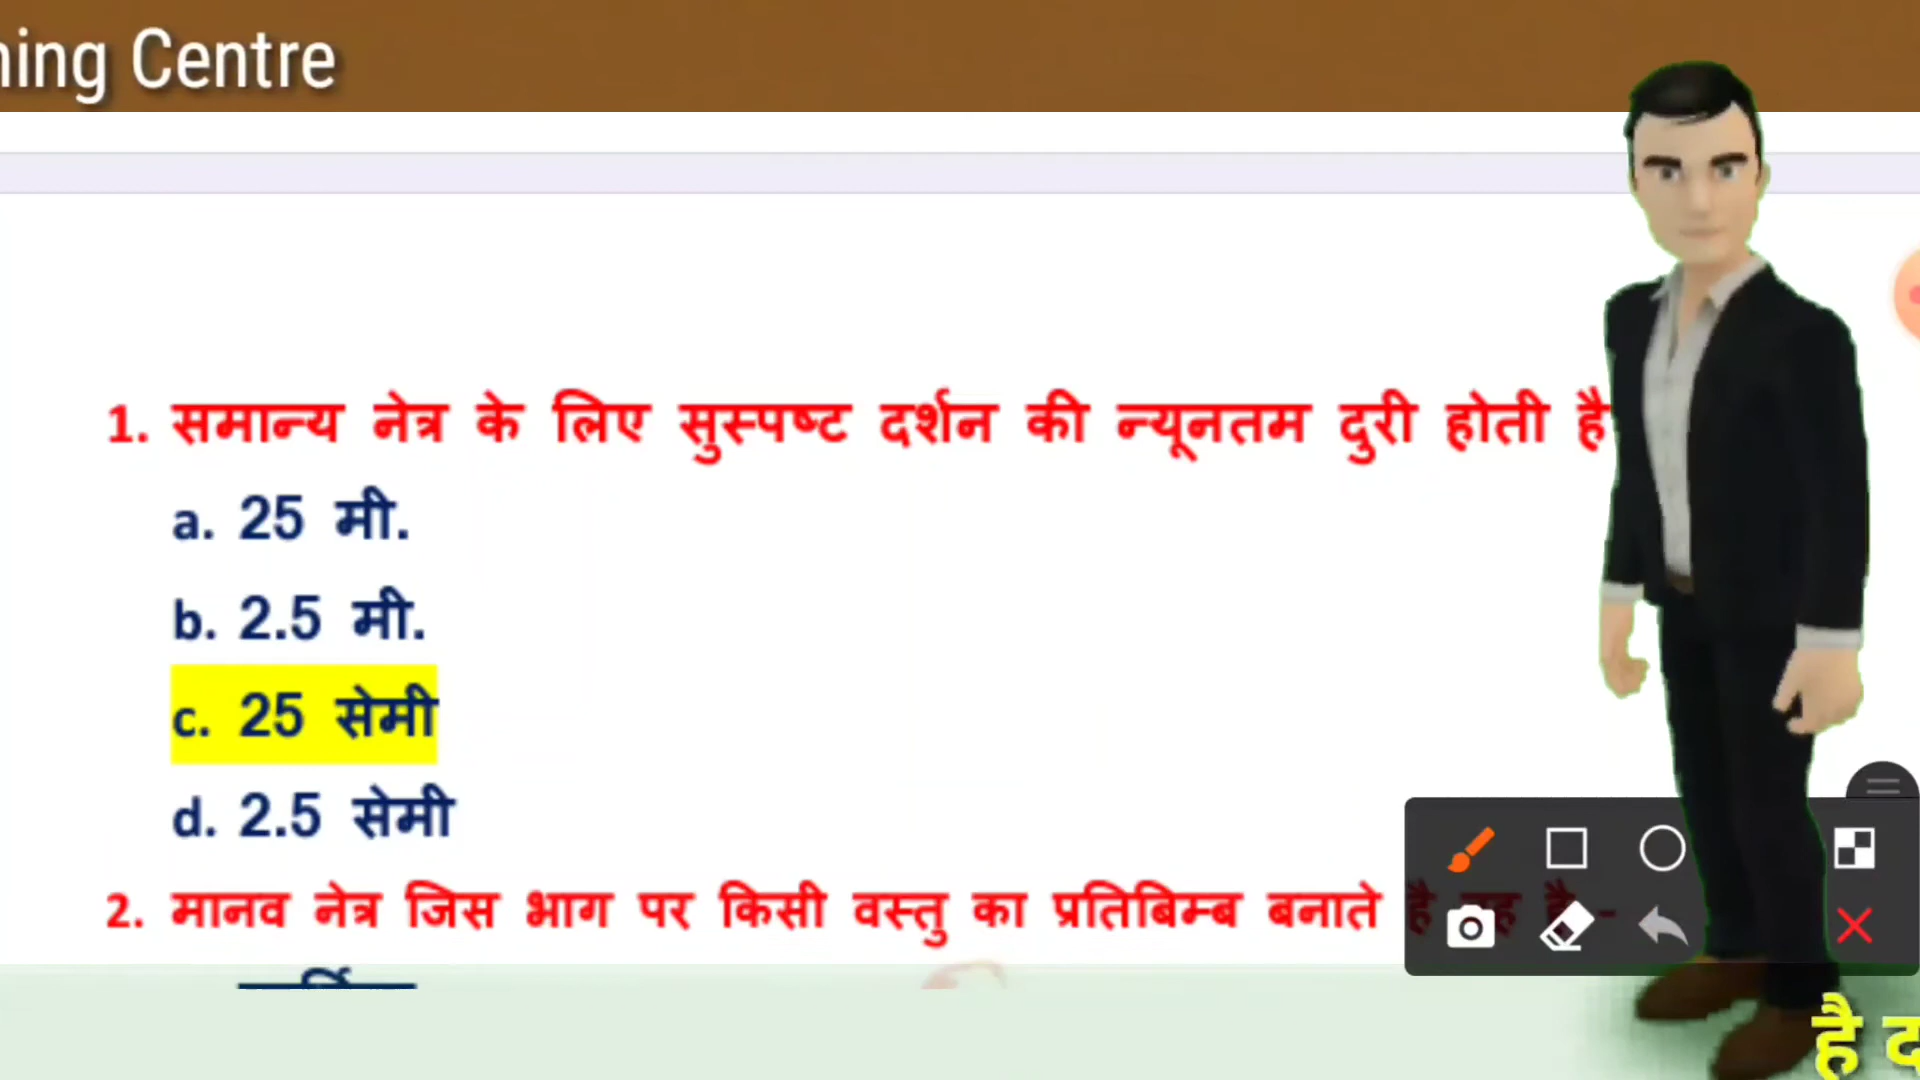 Centre
1. समान्य नेत्र के लिए सुस्पष्ट दर्शन की न्यूनतम दुरी होती है
a. 25 मी.
b. 2.5 मी.
c. 25 सेमी
d. 2.5 सेमी
2. मानव नेत्र जिस भाग पर किसी वस्तु का प्रतिबिम्ब बनाते है वह है -
है